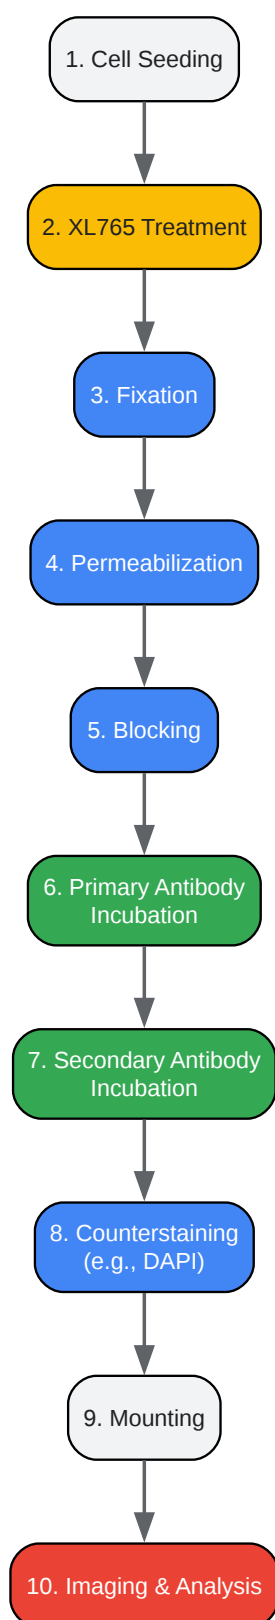 1. Cell Seeding
2. XL765 Treatment
3. Fixation
4. Permeabilization
5. Blocking
6. Primary Antibody
Incubation
7. Secondary Antibody
Incubation
8. Counterstaining
(e.g., DAPI)
9. Mounting
10. Imaging & Analysis